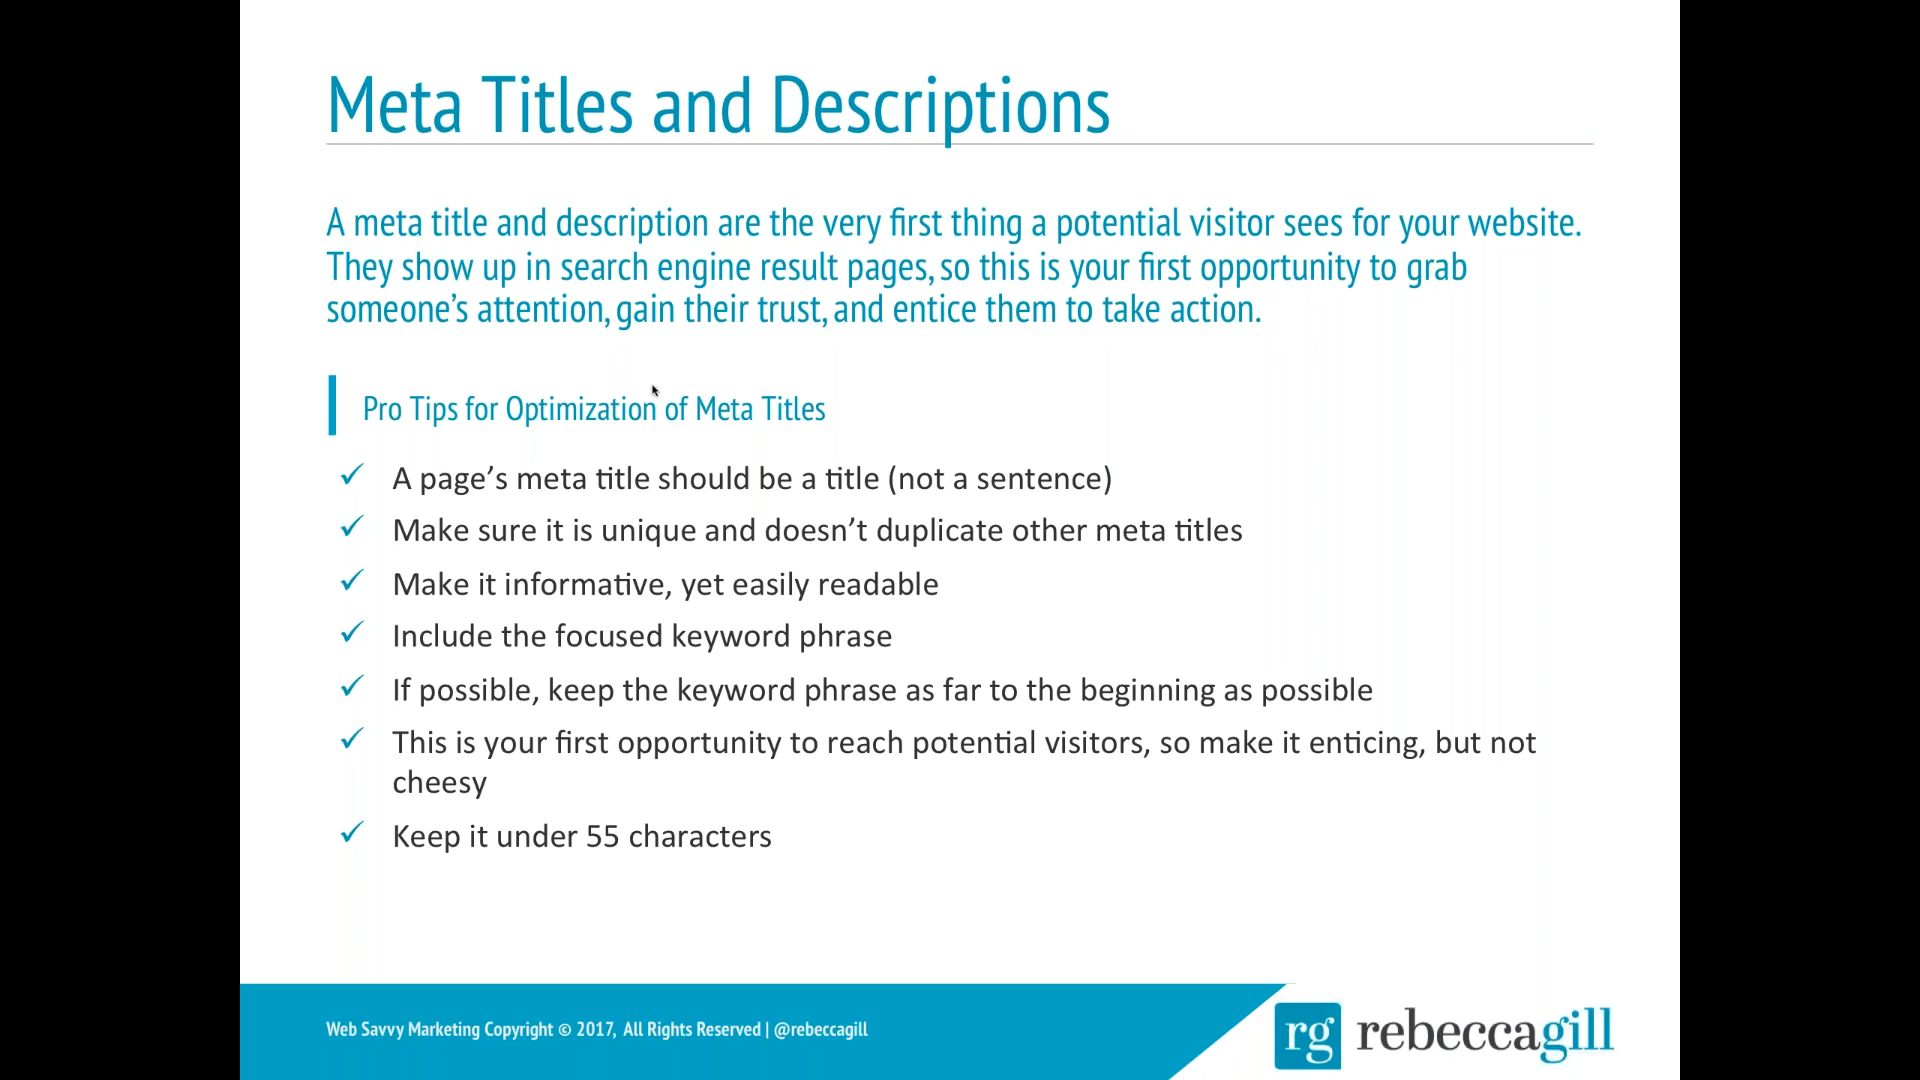 Meta Titles and Descriptions
A meta title and description are the very first thing a potential visitor sees for your website.
They show up in search engine result pages, so this is your first opportunity to grab
someone’s attention, gain their trust, and entice them to take action.
Pro Tips for Optimization of Meta Titles
✓ A page’s meta title should be a title (not a sentence)
✓ Make sure it is unique and doesn’t duplicate other meta titles
✓ Make it informative, yet easily readable
✓ Include the focused keyword phrase
✓ If possible, keep the keyword phrase as far to the beginning as possible
✓ This is your first opportunity to reach potential visitors, so make it enticing, but not
cheesy
✓ Keep it under 55 characters
Web Savvy Marketing Copyright © 2017, All Rights Reserved | @rebeccagill
rg rebeccagill